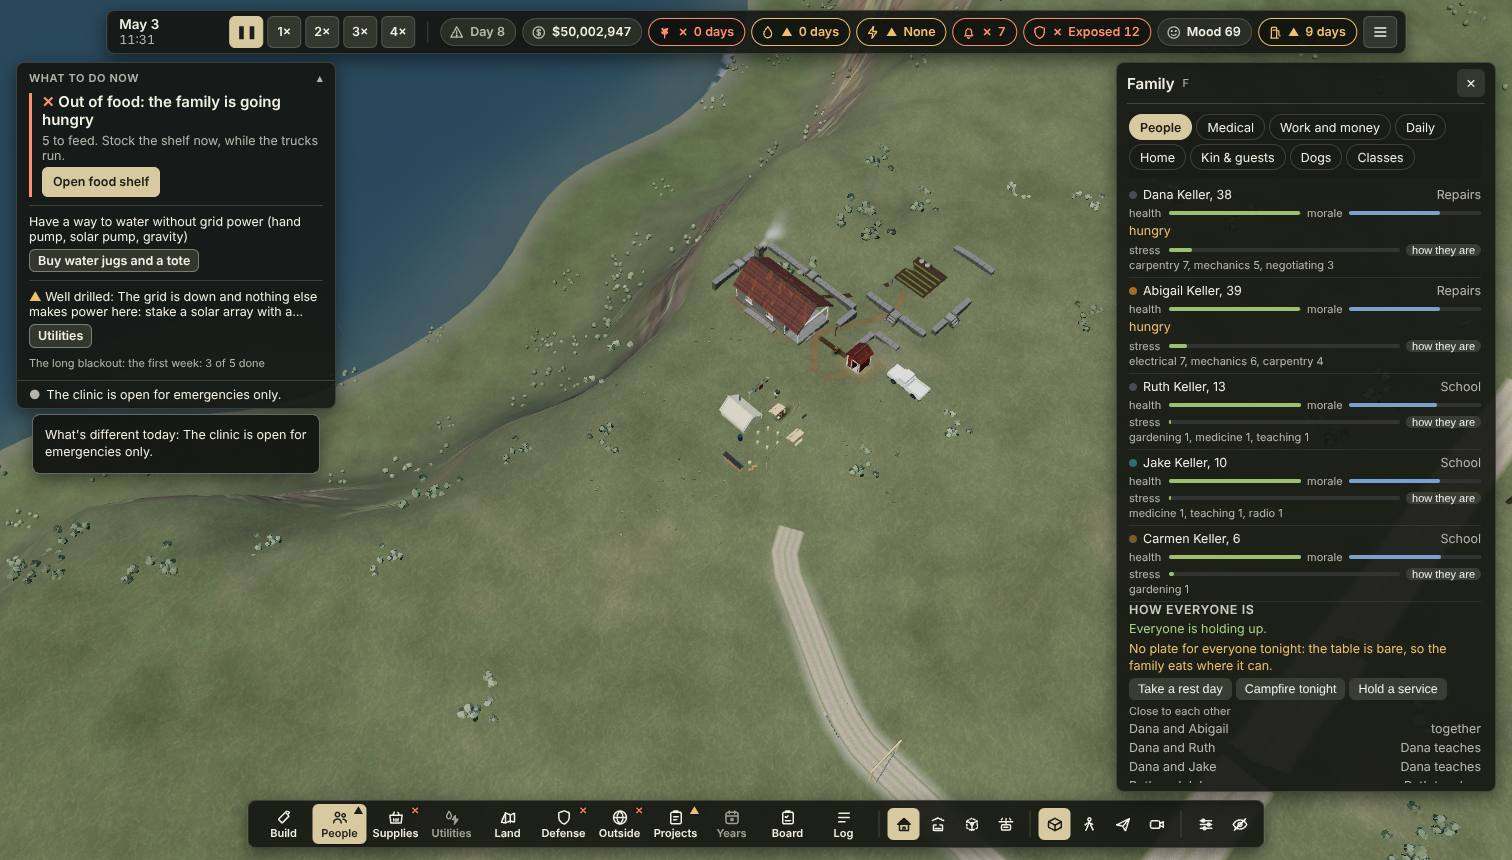 May 3
11:31
1×
2×
3×
4×
Day 8
$50,002,947
× 0 days
▲ 0 days
▲ None
× 7
× Exposed 12
Mood 69
▲ 9 days
WHAT TO DO NOW
× Out of food: the family is going
hungry
5 to feed. Stock the shelf now, while the trucks
run.
Open food shelf
Have a way to water without grid power (hand
pump, solar pump, gravity)
Buy water jugs and a tote
▲ Well drilled: The grid is down and nothing else
makes power here: stake a solar array with a...
Utilities
The long blackout: the first week: 3 of 5 done
The clinic is open for emergencies only.
What's different today: The clinic is open for
emergencies only.
Family F
People
Medical
Work and money
Daily
Home
Kin & guests
Dogs
Classes
Dana Keller, 38 Repairs
health morale
hungry
stress how they are
carpentry 7, mechanics 5, negotiating 3
Abigail Keller, 39 Repairs
health morale
hungry
stress how they are
electrical 7, mechanics 6, carpentry 4
Ruth Keller, 13 School
health morale
stress how they are
gardening 1, medicine 1, teaching 1
Jake Keller, 10 School
health morale
stress how they are
medicine 1, teaching 1, radio 1
Carmen Keller, 6 School
health morale
stress how they are
gardening 1
HOW EVERYONE IS
Everyone is holding up.
No plate for everyone tonight: the table is bare, so the
family eats where it can.
Take a rest day
Campfire tonight
Hold a service
Close to each other
Dana and Abigail together
Dana and Ruth Dana teaches
Dana and Jake Dana teaches
Build
People
Supplies
Utilities
Land
Defense
Outside
Projects
Years
Board
Log